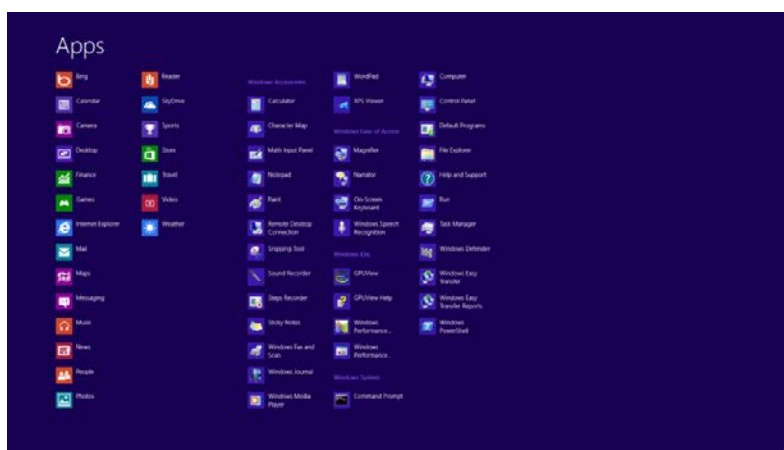 Apps
Bing
Calendar
Camera
Desktop
Finance
Games
Internet Explorer
Mail
Maps
Messaging
Music
News
People
Photos
Reader
SkyDrive
Sports
Store
Travel
Video
Weather
Windows Accessories
Calculator
Character Map
Math Input Panel
Notepad
Paint
Remote Desktop
Connection
Snipping Tool
Sound Recorder
Steps Recorder
Sticky Notes
Windows Fax and
Scan
Windows Journal
Windows Media
Player
WordPad
XPS Viewer
Windows Ease of Access
Magnifier
Narrator
On-Screen
Keyboard
Windows Speech
Recognition
Windows Kits
GPUView
GPUView Help
Windows
Performance...
Windows
Performance...
Windows System
Command Prompt
Computer
Control Panel
Default Programs
File Explorer
Help and Support
Run
Task Manager
Windows Defender
Windows Easy
Transfer
Windows Easy
Transfer Reports
Windows
PowerShell